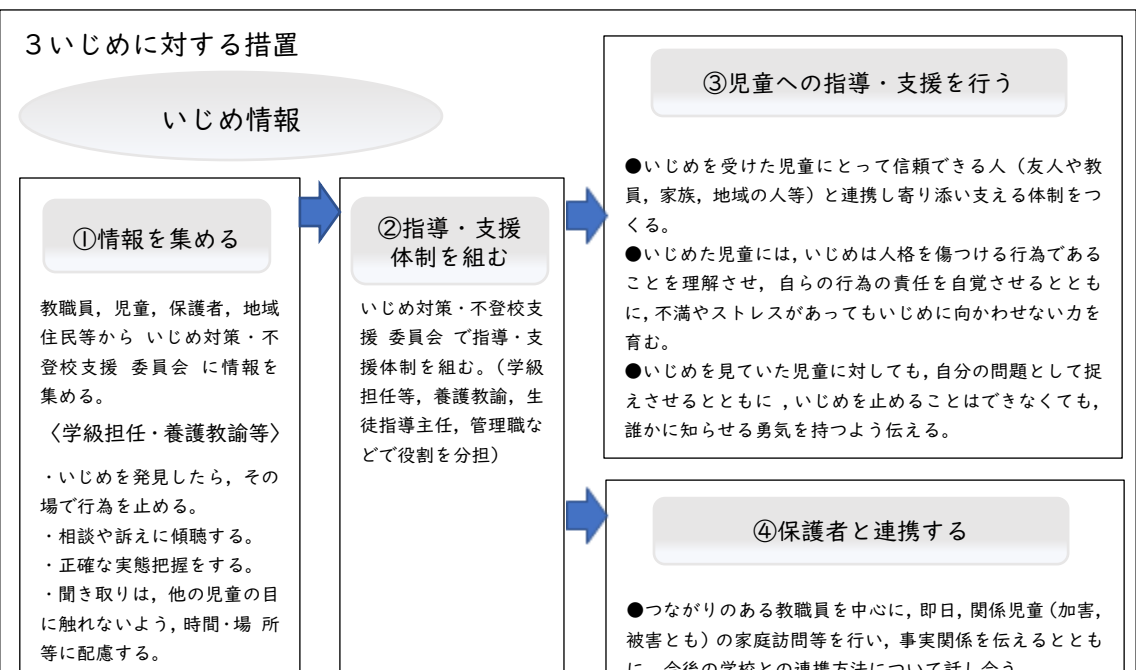 ３いじめに対する措置
いじめ情報
①情報を集める
教職員，児童，保護者，地域
住民等から いじめ対策・不
登校支援 委員会 に情報を
集める。
〈学級担任・養護教諭等〉
・いじめを発見したら，その
場で行為を止める。
・相談や訴えに傾聴する。
・正確な実態把握をする。
・聞き取りは，他の児童の目
に触れないよう，時間・場 所
等に配慮する。
②指導・支援
体制を組む
いじめ対策・不登校支
援 委員会 で指導・支
援体制を組む。（学級
担任等，養護教諭，生
徒指導主任，管理職な
どで役割を分担）
③児童への指導・支援を行う
●いじめを受けた児童にとって信頼できる人（友人や教
員，家族，地域の人等）と連携し寄り添い支える体制をつ
くる。
●いじめた児童には，いじめは人格を傷つける行為である
ことを理解させ，自らの行為の責任を自覚させるととも
に，不満やストレスがあってもいじめに向かわせない力を
育む。
●いじめを見ていた児童に対しても，自分の問題として捉
えさせるとともに ，いじめを止めることはできなくても，
誰かに知らせる勇気を持つよう伝える。
④保護者と連携する
●つながりのある教職員を中心に，即日，関係児童（加害，
被害とも）の家庭訪問等を行い，事実関係を伝えるととも
に，今後の学校との連携方法について話し合う